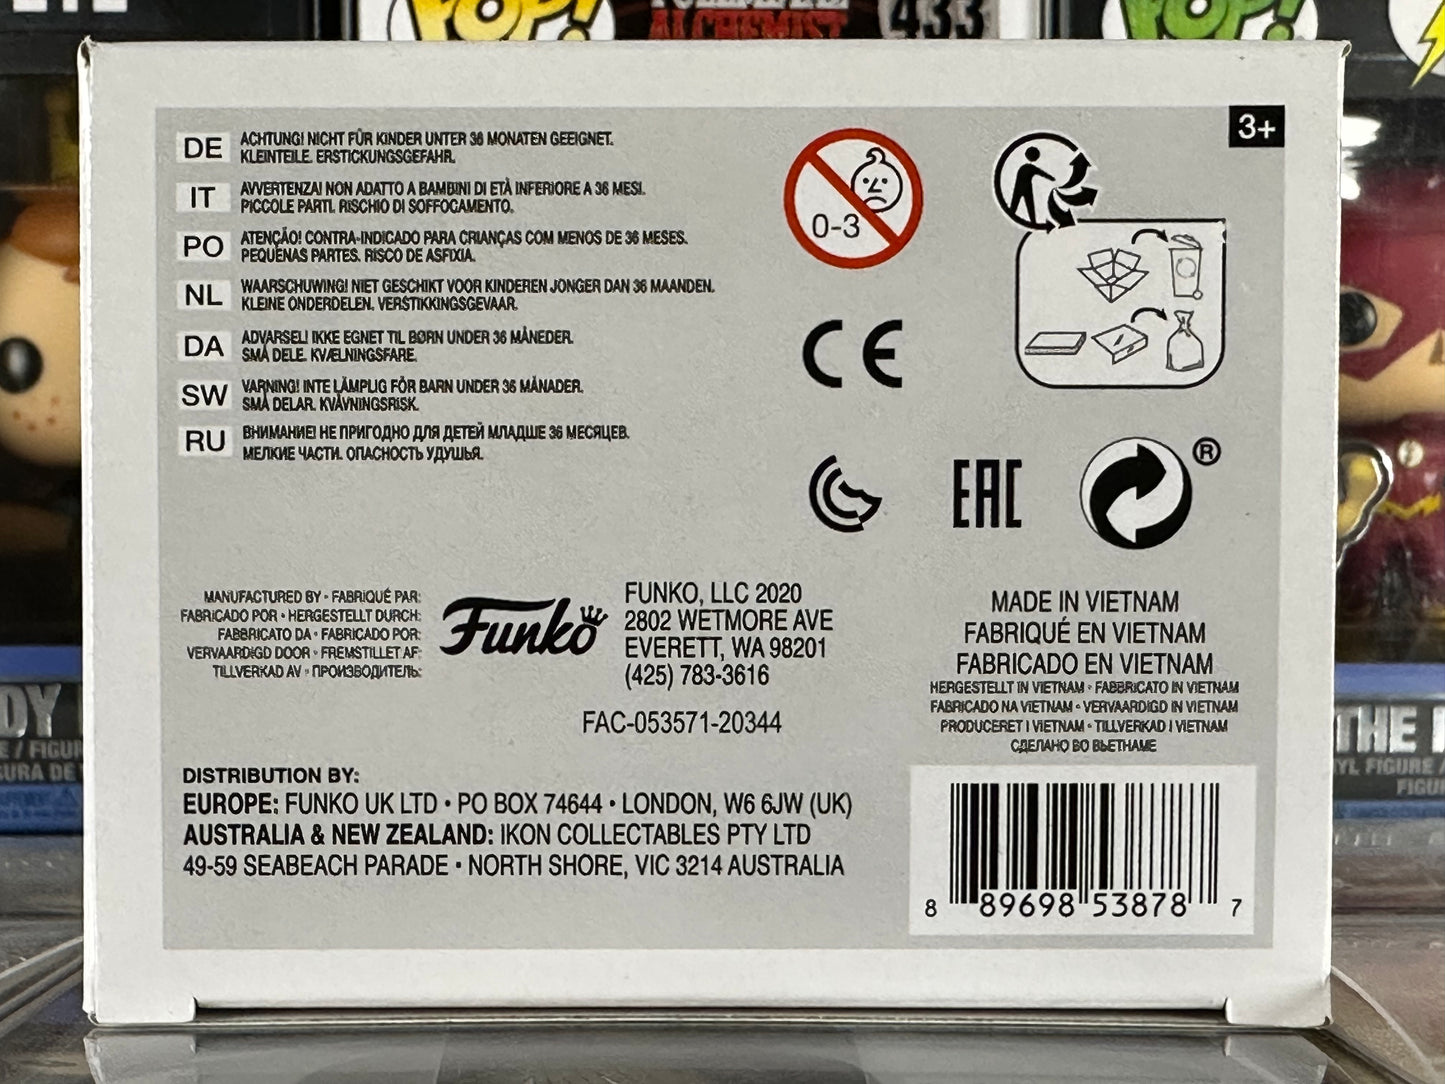 POP!
ALCHEMIST
433
POP!
3+
DE ACHTUNG! NICHT FÜR KINDER UNTER 36 MONATEN GEEIGNET.
KLEINTEILE. ERSTICKUNGSGEFAHR.
IT AVVERTENZA! NON ADATTO A BAMBINI DI ETÀ INFERIORE A 36 MESI.
PICCOLE PARTI. RISCHIO DI SOFFOCAMENTO.
PO ATENÇÃO! CONTRA-INDICADO PARA CRIANÇAS COM MENOS DE 36 MESES.
PEQUENAS PARTES. RISCO DE ASFIXIA.
NL WAARSCHUWING! NIET GESCHIKT VOOR KINDEREN JONGER DAN 36 MAANDEN.
KLEINE ONDERDELEN. VERSTIKKINGSGEVAAR.
DA ADVARSEL! IKKE EGNET TIL BØRN UNDER 36 MÅNEDER.
SMÅ DELE. KVÆLNINGSFARE.
SW VARNING! INTE LÄMPLIG FÖR BARN UNDER 36 MÅNADER.
SMÅ DELAR. KVÄVNINGSRISK.
RU ВНИМАНИЕ! НЕ ПРИГОДНО ДЛЯ ДЕТЕЙ МЛАДШЕ 36 МЕСЯЦЕВ.
МЕЛКИЕ ЧАСТИ. ОПАСНОСТЬ УДУШЬЯ.
0-3
CE
EAC
®
MANUFACTURED BY • FABRIQUÉ PAR:
FABRICADO POR • HERGESTELLT DURCH:
FABBRICATO DA • FABRICADO POR:
VERVAARDIGD DOOR • FREMSTILLET AF:
TILLVERKAD AV • ПРОИЗВОДИТЕЛЬ:
Funko
FUNKO, LLC 2020
2802 WETMORE AVE
EVERETT, WA 98201
(425) 783-3616
FAC-053571-20344
MADE IN VIETNAM
FABRIQUÉ EN VIETNAM
FABRICADO EN VIETNAM
HERGESTELLT IN VIETNAM • FABBRICATO IN VIETNAM
FABRICADO NA VIETNAM • VERVAARDIGD IN VIETNAM
PRODUCERET I VIETNAM • TILLVERKAD I VIETNAM
СДЕЛАНО ВО ВЬЕТНАМЕ
DISTRIBUTION BY:
EUROPE: FUNKO UK LTD • PO BOX 74644 • LONDON, W6 6JW (UK)
AUSTRALIA & NEW ZEALAND: IKON COLLECTABLES PTY LTD
49-59 SEABEACH PARADE • NORTH SHORE, VIC 3214 AUSTRALIA
8 89698 53878 7
THE